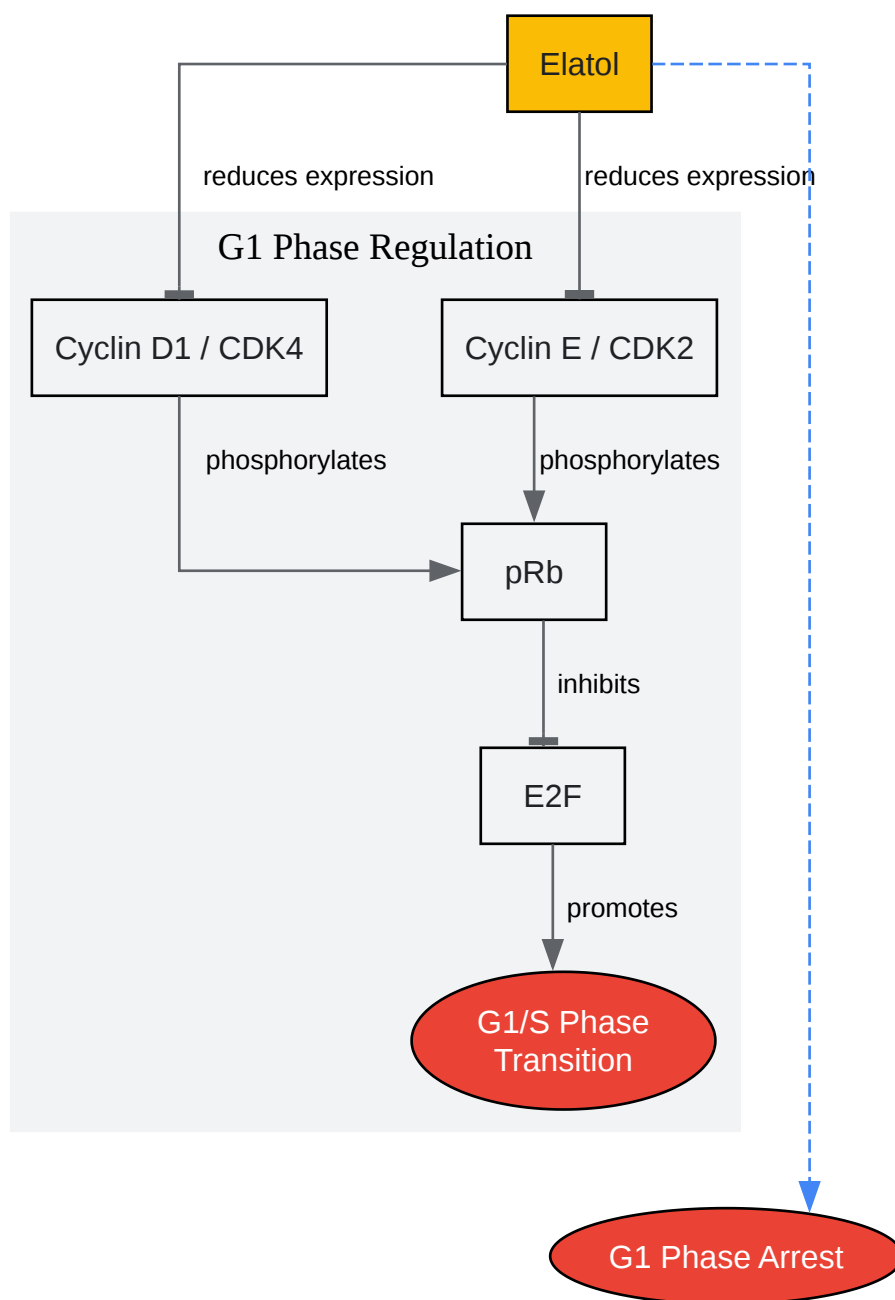 Elatol
reduces expression
reduces expression
G1 Phase Regulation
Cyclin D1 / CDK4
Cyclin E / CDK2
phosphorylates
phosphorylates
pRb
inhibits
E2F
promotes
G1/S Phase
Transition
G1 Phase Arrest